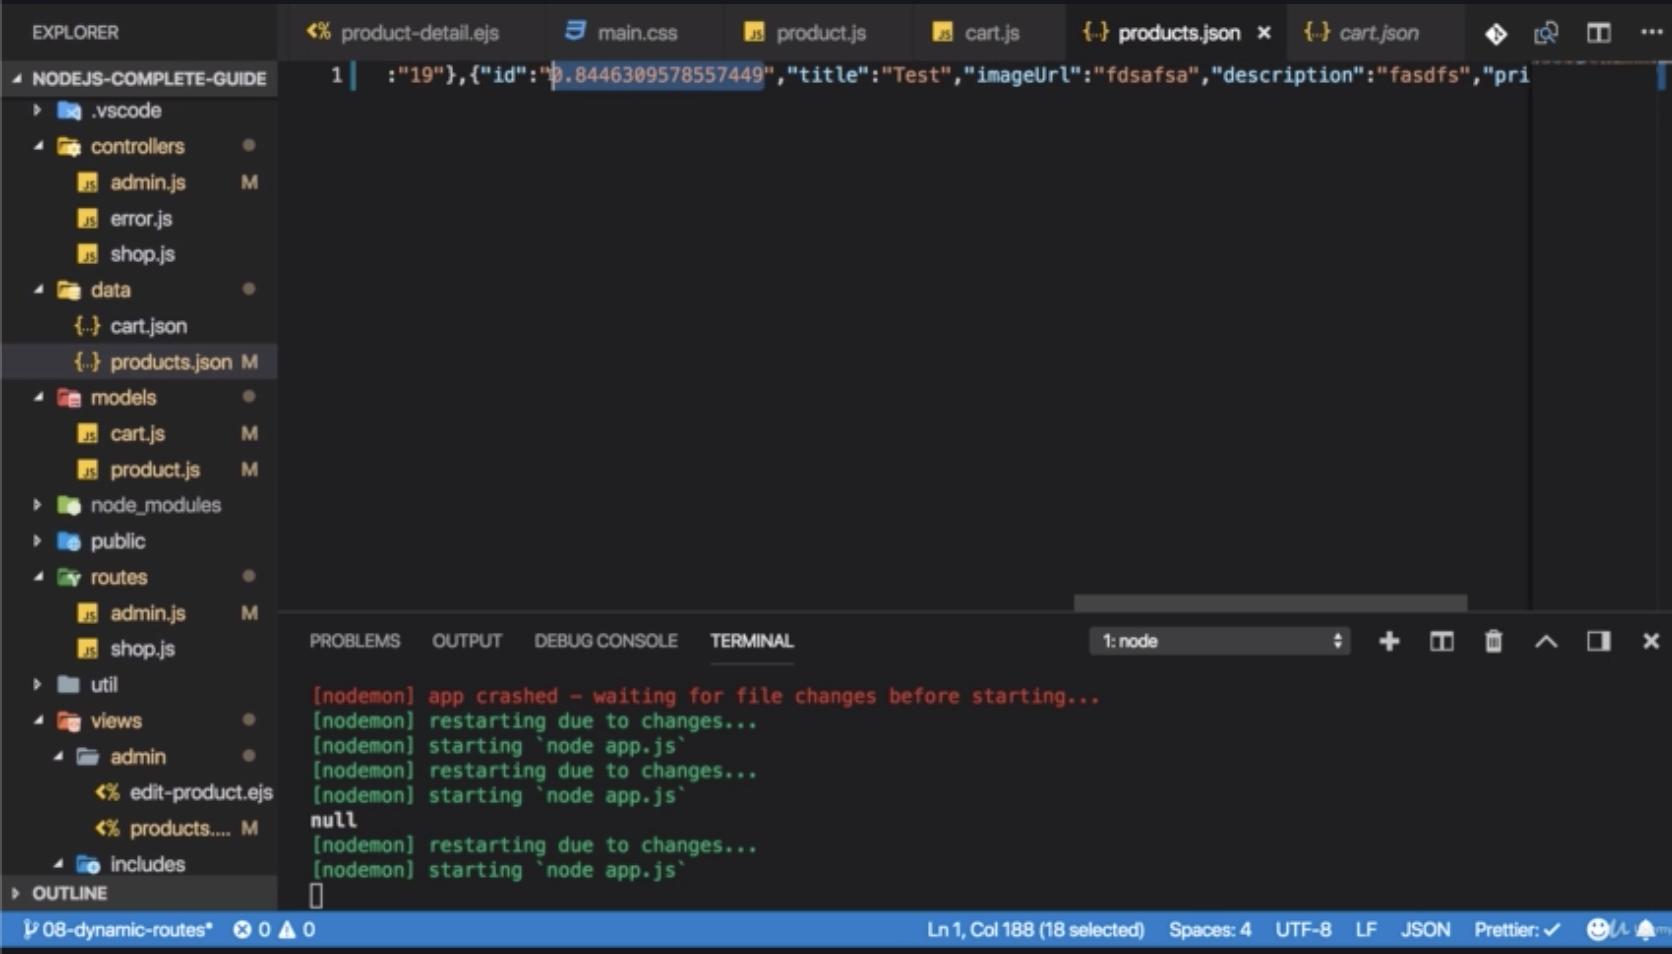 EXPLORER
NODEJS-COMPLETE-GUIDE
.vscode
controllers
admin.js M
error.js
shop.js
data
{..} cart.json
{..} products.json M
models
cart.js M
product.js M
node_modules
public
routes
admin.js M
shop.js
util
views
admin
<% edit-product.ejs
<% products.... M
includes
OUTLINE
<% product-detail.ejs
main.css
JS product.js
JS cart.js
{..} products.json ×
{..} cart.json
1 :"19"},{"id":"0.8446309578557449","title":"Test","imageUrl":"fdsafsa","description":"fasdfs","pri
PROBLEMS OUTPUT DEBUG CONSOLE TERMINAL
1: node
[nodemon] app crashed – waiting for file changes before starting...
[nodemon] restarting due to changes...
[nodemon] starting `node app.js`
[nodemon] restarting due to changes...
[nodemon] starting `node app.js`
null
[nodemon] restarting due to changes...
[nodemon] starting `node app.js`
08-dynamic-routes* 0 0 Ln 1, Col 188 (18 selected) Spaces: 4 UTF-8 LF JSON Prettier: ✓